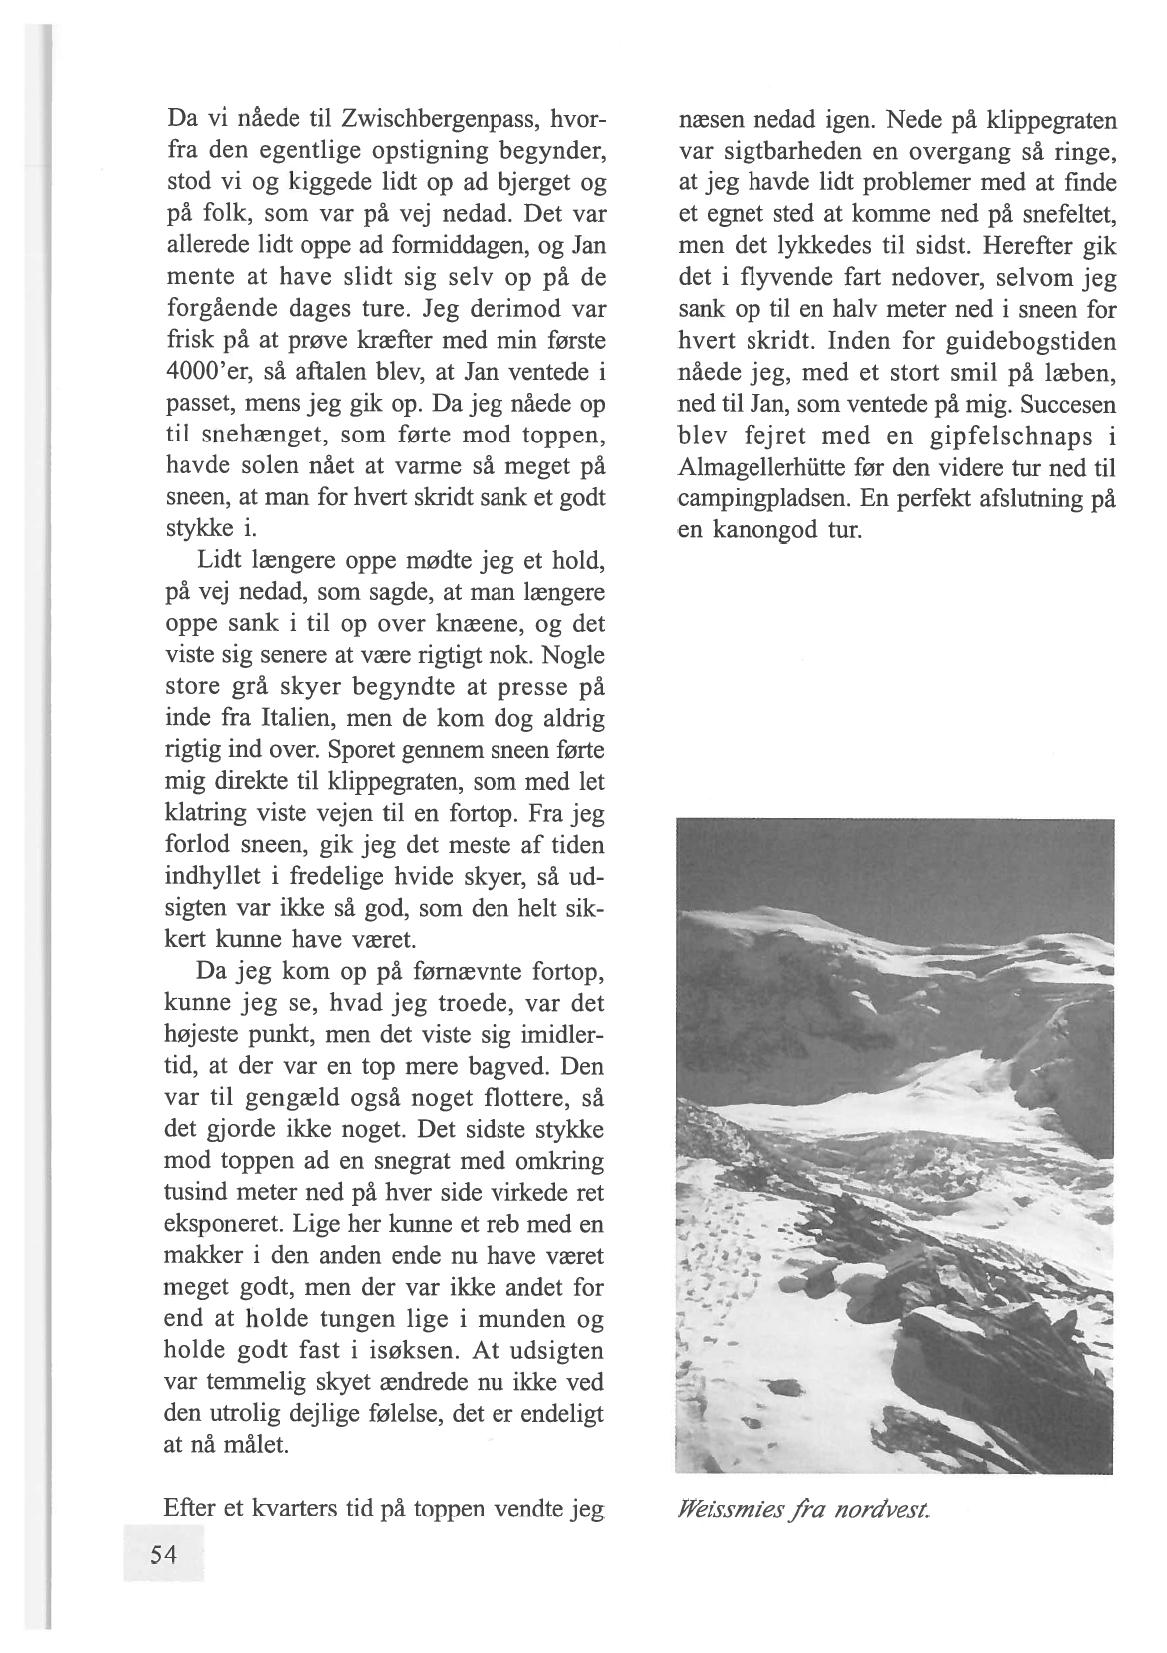 Da vi nåede til Zwischbergenpass, hvor-
fra den egentlige opstigning begynder,
stod vi og kiggede lidt op ad bjerget og
på folk, som var på vej nedad. Det var
allerede lidt oppe ad formiddagen, og Jan
mente at have slidt sig selv op på de
forgående dages ture. Jeg derimod var
frisk på at prøve kræfter med min første
4000'er, så aftalen blev, at Jan ventede i
passet, mens jeg gik op. Da jeg nåede op
til snehænget, som førte mod toppen,
havde solen nået at varme så meget på
sneen, at man for hvert skridt sank et godt
stykke i.
Lidt længere oppe mødte jeg et hold,
på vej nedad, som sagde, at man længere
oppe sank i til op over knæene, og det
viste sig senere at være rigtigt nok. Nogle
store grå skyer begyndte at presse på
inde fra Italien, men de kom dog aldrig
rigtig ind over. Sporet gennem sneen førte
mig direkte til klippegraten, som med let
klatring viste vejen til en fortop. Fra jeg
forlod sneen, gik jeg det meste af tiden
indhyllet i fredelige hvide skyer, så ud-
sigten var ikke så god, som den helt sik-
kert kunne have været.
Da jeg kom op på førnævnte fortop,
kunne jeg se, hvad jeg troede, var det
højeste punkt, men det viste sig imidler-
tid, at der var en top mere bagved. Den
var til gengæld også noget flottere, så
det gjorde ikke noget. Det sidste stykke
mod toppen ad en snegrat med omkring
tusind meter ned på hver side virkede ret
eksponeret. Lige her kunne et reb med en
makker i den anden ende nu have været
meget godt, men der var ikke andet for
end at holde tungen lige i munden og
holde godt fast i isøksen. At udsigten
var temmelig skyet ændrede nu ikke ved
den utrolig dejlige følelse, det er endeligt
at nå målet.
Efter et kvarters tid på toppen vendte jeg
næsen nedad igen. Nede på klippegraten
var sigtbarheden en overgang så ringe,
at jeg havde lidt problemer med at finde
et egnet sted at komme ned på snefeltet,
men det lykkedes til sidst. Herefter gik
det i flyvende fart nedover, selvom jeg
sank op til en halv meter ned i sneen for
hvert skridt. Inden for guidebogstiden
nåede jeg, med et stort smil på læben,
ned til Jan, som ventede på mig. Succesen
blev fejret med en gipfelschnaps i
Almagellerhütte før den videre tur ned til
campingpladsen. En perfekt afslutning på
en kanongod tur.
Weissmies fra nordvest.
54